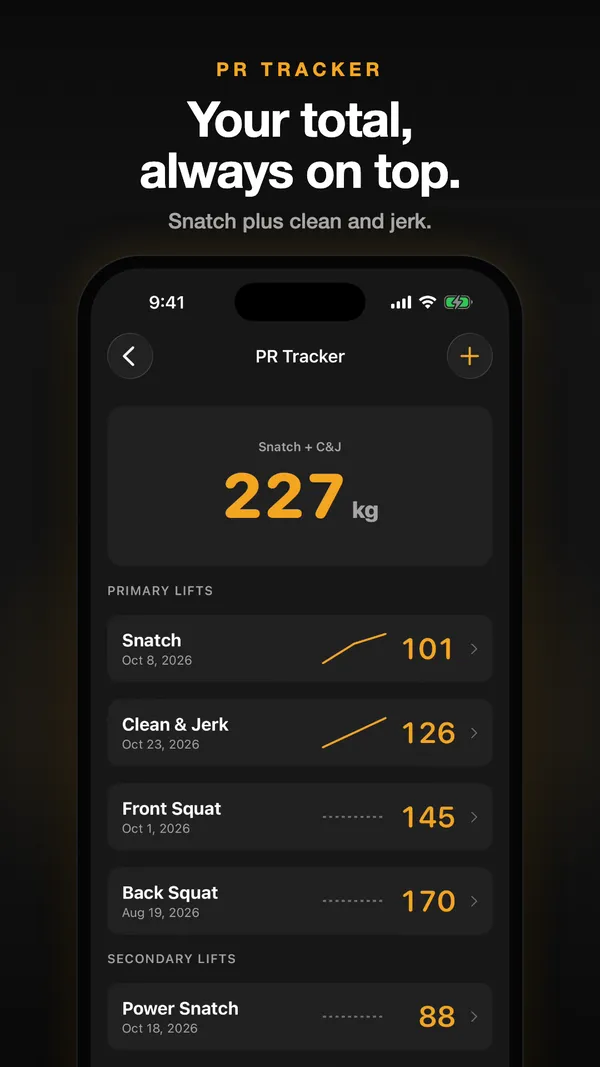 PR TRACKER
Your total,
always on top.
Snatch plus clean and jerk.
9:41
PR Tracker
Snatch + C&J
227 kg
PRIMARY LIFTS
Snatch
Oct 8, 2026
101
Clean & Jerk
Oct 23, 2026
126
Front Squat
Oct 1, 2026
145
Back Squat
Aug 19, 2026
170
SECONDARY LIFTS
Power Snatch
Oct 18, 2026
88